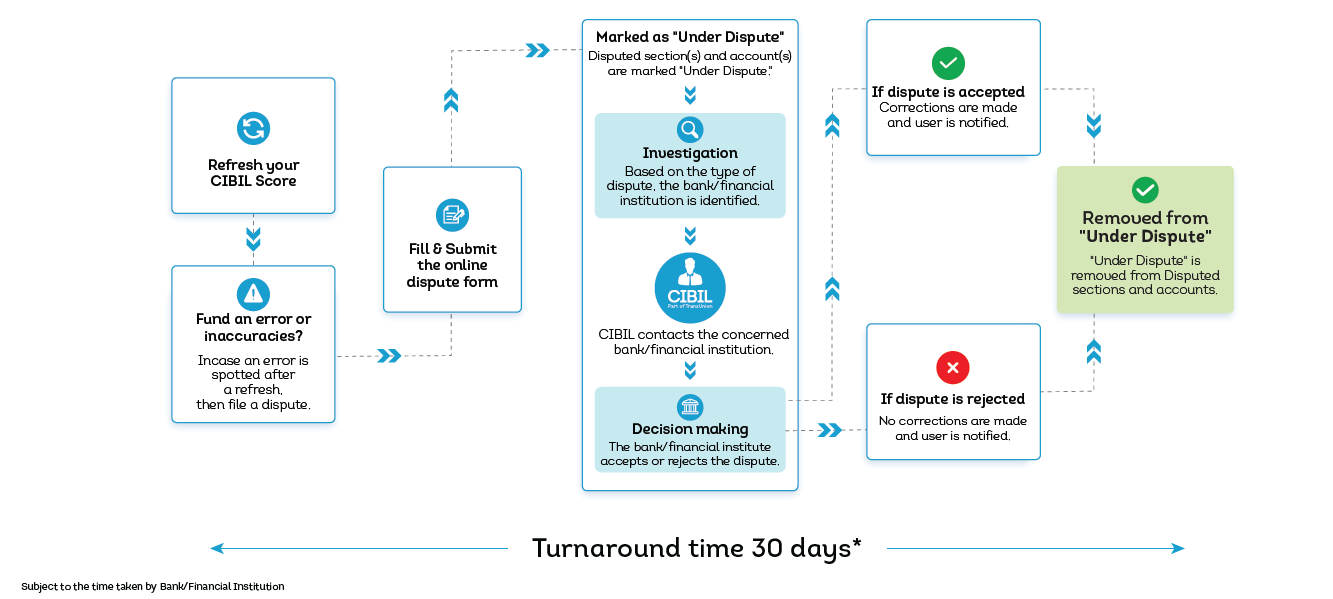 Refresh your
CIBIL Score
Fund an error or
inaccuracies?
Incase an error is
spotted after
a refresh,
then file a dispute.
Fill & Submit
the online
dispute form
Marked as "Under Dispute"
Disputed section(s) and account(s)
are marked "Under Dispute."
Investigation
Based on the type of
dispute, the bank/financial
institution is identified.
CIBIL
Part of TransUnion
CIBIL contacts the concerned
bank/financial institution.
Decision making
The bank/financial institute
accepts or rejects the dispute.
If dispute is accepted
Corrections are made
and user is notified.
If dispute is rejected
No corrections are made
and user is notified.
Removed from
"Under Dispute"
"Under Dispute" is
removed from Disputed
sections and accounts.
Turnaround time 30 days*
Subject to the time taken by Bank/Financial Institution